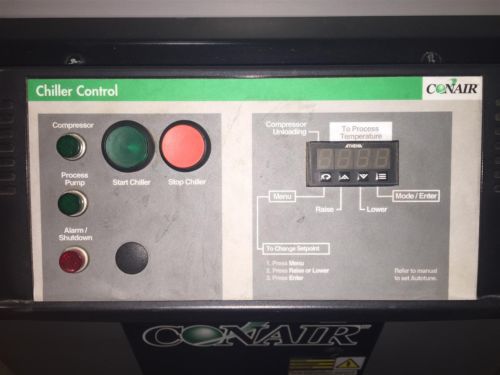 Chiller Control
CONAIR
Compressor
Process
Pump
Alarm /
Shutdown
Start Chiller
Stop Chiller
Compressor
Unloading
To Process
Temperature
ATHENA
Menu
Mode/Enter
Raise
Lower
To Change Setpoint
1. Press Menu
2. Press Raise or Lower
3. Press Enter
Refer to manual
to set Autotune.
CONAIR